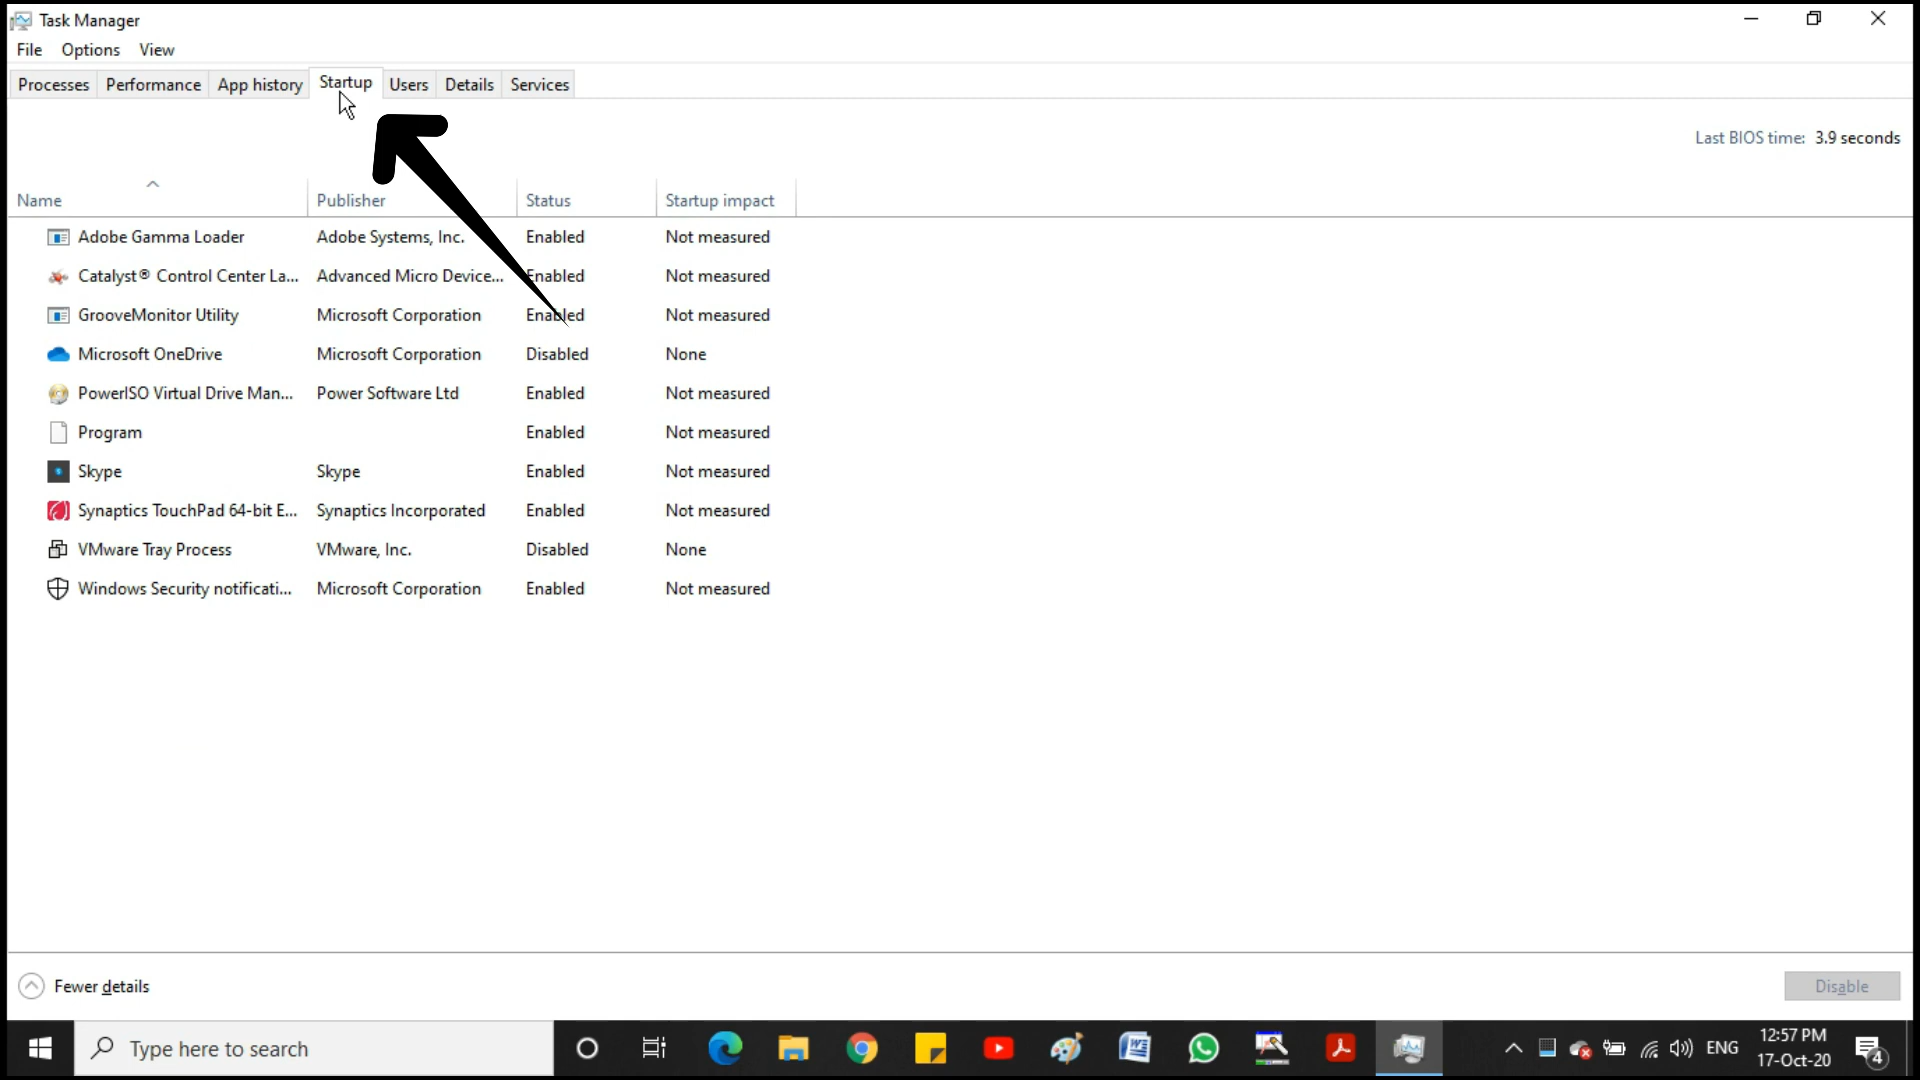 Task Manager
File Options View
Processes Performance App history Startup Users Details Services
Last BIOS time: 3.9 seconds
Name Publisher Status Startup impact
Adobe Gamma Loader Adobe Systems, Inc. Enabled Not measured
Catalyst® Control Center La... Advanced Micro Device... Enabled Not measured
GrooveMonitor Utility Microsoft Corporation Enabled Not measured
Microsoft OneDrive Microsoft Corporation Disabled None
PowerISO Virtual Drive Man... Power Software Ltd Enabled Not measured
Program Enabled Not measured
Skype Skype Enabled Not measured
Synaptics TouchPad 64-bit E... Synaptics Incorporated Enabled Not measured
VMware Tray Process VMware, Inc. Disabled None
Windows Security notificati... Microsoft Corporation Enabled Not measured
Fewer details Disable
Type here to search ENG 12:57 PM
17-Oct-20 4